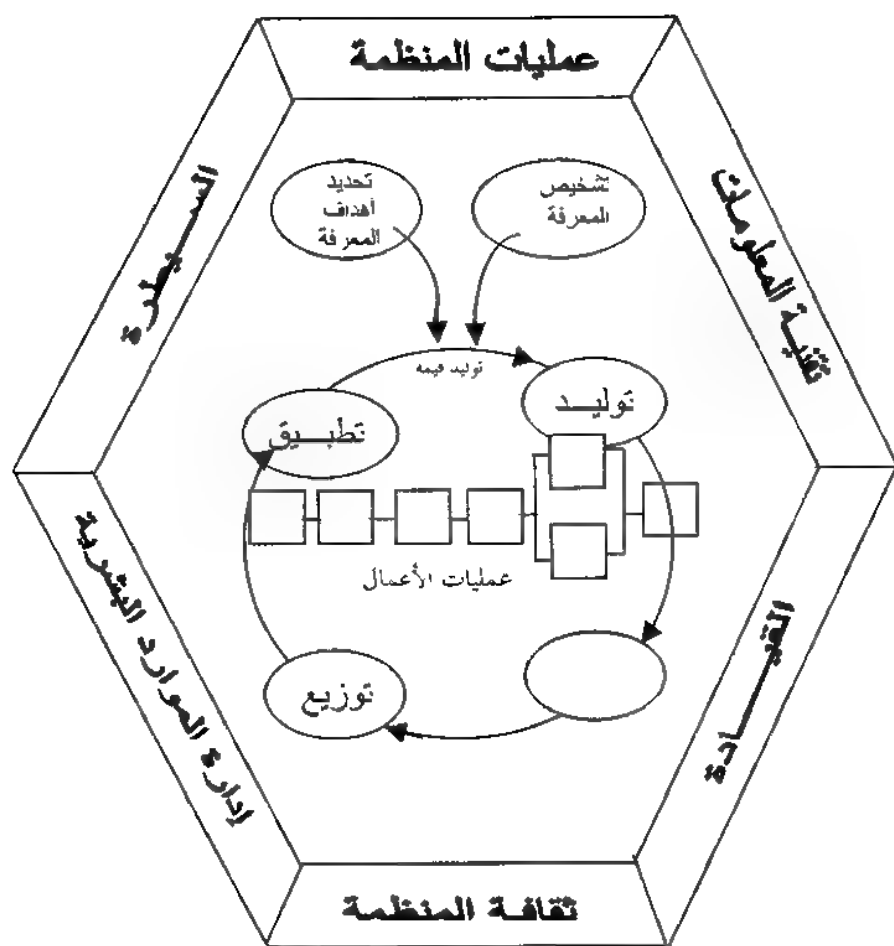 عمليات المنظمة
السيطرة
تقنية المعلومات
تشخيص
المعرفة
تحديد
أهداف
المعرفة
توليد قيمه
توليد
تطبيق
عمليات الأعمال
توزيع
إدارة الموارد البشرية
القيادة
ثقافة المنظمة